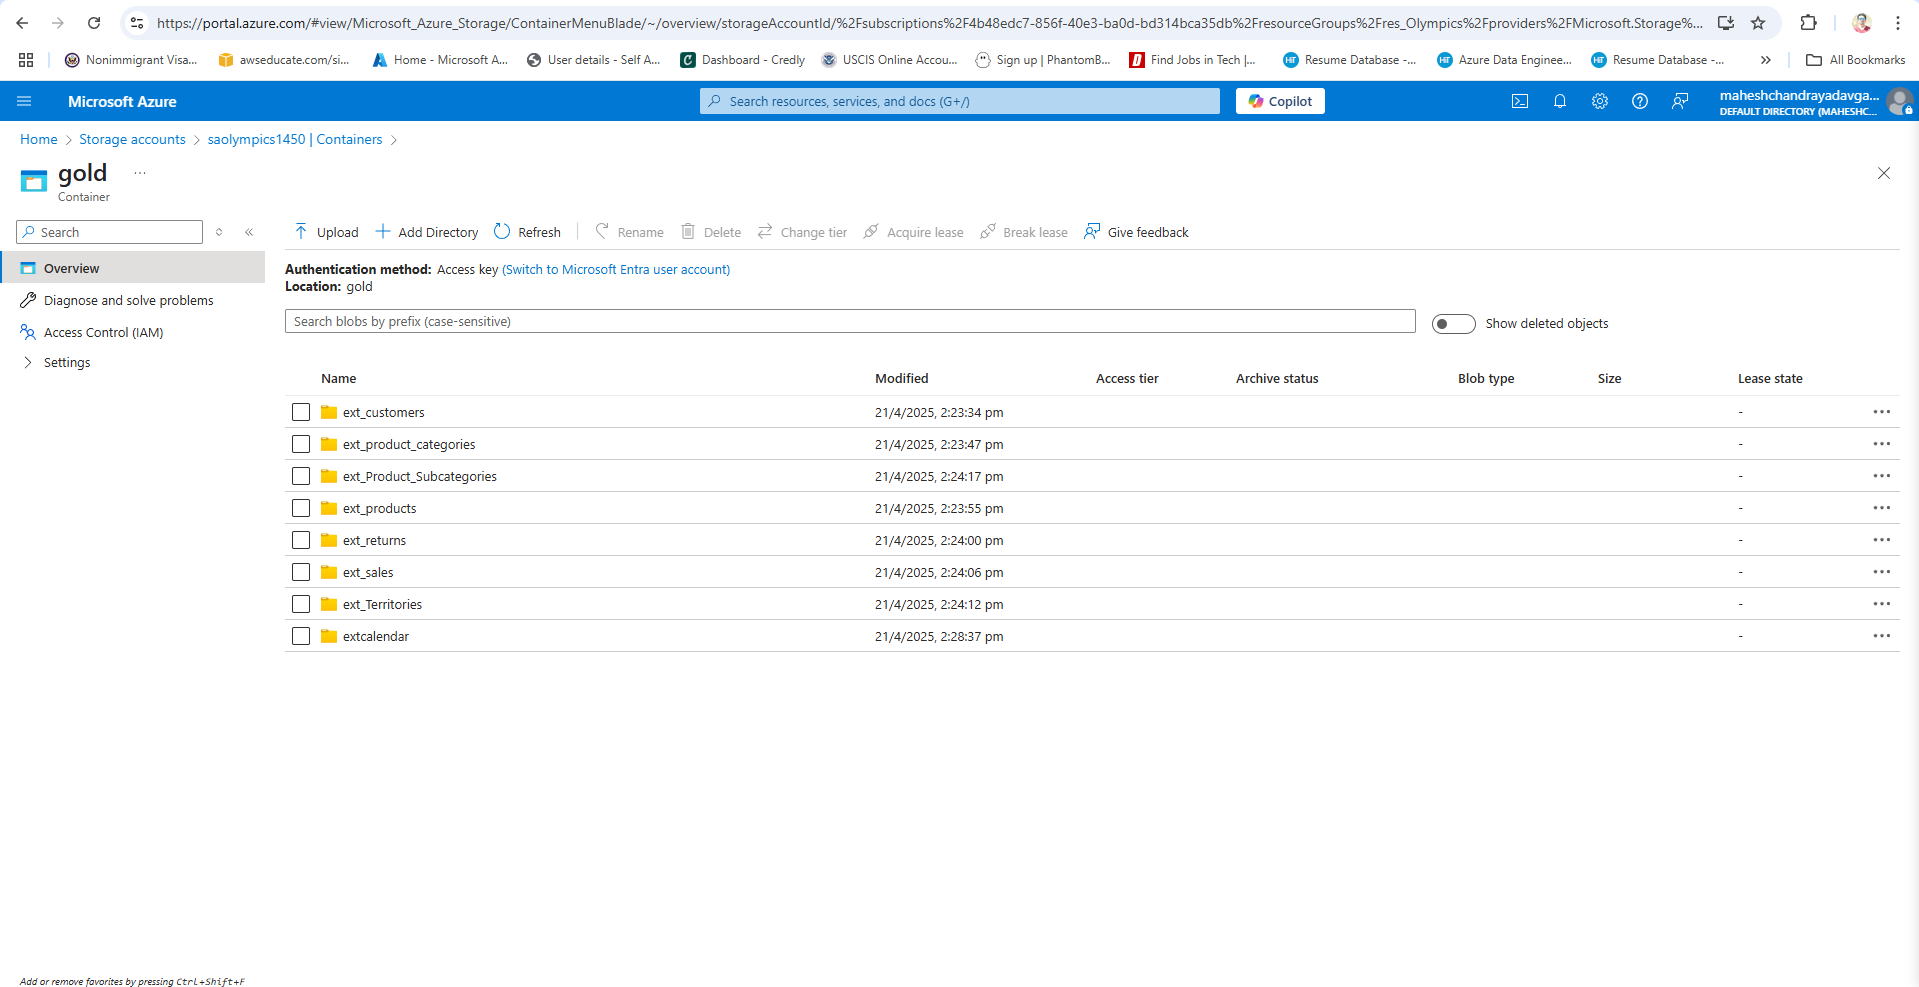 https://portal.azure.com/#view/Microsoft_Azure_Storage/ContainerMenuBlade/~/overview/storageAccountId/%2Fsubscriptions%2F4b48edc7-856f-40e3-ba0d-bd314bca35db%2FresourceGroups%2Fres_Olympics%2Fproviders%2FMicrosoft.Storage%...
Nonimmigrant Visa... awseducate.com/si... Home - Microsoft A... User details - Self A... Dashboard - Credly USCIS Online Accou... Sign up | PhantomB... Find Jobs in Tech |... Resume Database -... Azure Data Enginee... Resume Database -... » All Bookmarks
Microsoft Azure Search resources, services, and docs (G+/) Copilot maheshchandrayadavga...
DEFAULT DIRECTORY (MAHESHC...
Home > Storage accounts > saolympics1450 | Containers >
gold ...
Container
Search « Upload Add Directory Refresh Rename Delete Change tier Acquire lease Break lease Give feedback
Overview
Diagnose and solve problems
Access Control (IAM)
Settings
Authentication method: Access key (Switch to Microsoft Entra user account)
Location: gold
Search blobs by prefix (case-sensitive) Show deleted objects
Name Modified Access tier Archive status Blob type Size Lease state
ext_customers 21/4/2025, 2:23:34 pm - ...
ext_product_categories 21/4/2025, 2:23:47 pm - ...
ext_Product_Subcategories 21/4/2025, 2:24:17 pm - ...
ext_products 21/4/2025, 2:23:55 pm - ...
ext_returns 21/4/2025, 2:24:00 pm - ...
ext_sales 21/4/2025, 2:24:06 pm - ...
ext_Territories 21/4/2025, 2:24:12 pm - ...
extcalendar 21/4/2025, 2:28:37 pm - ...
Add or remove favorites by pressing Ctrl+Shift+F